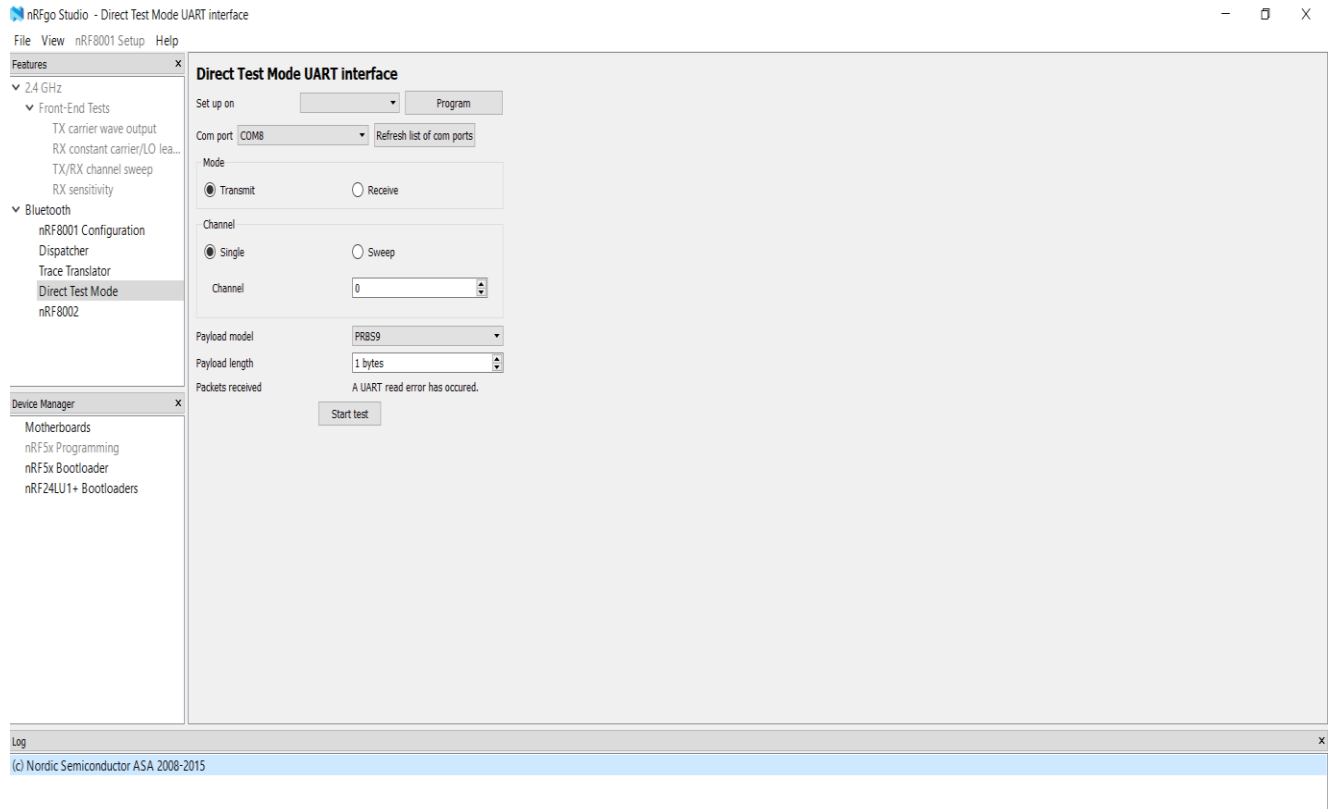 nRFgo Studio - Direct Test Mode UART interface
File View nRF8001 Setup Help
Features x
2.4 GHz
Front-End Tests
TX carrier wave output
RX constant carrier/LO lea...
TX/RX channel sweep
RX sensitivity
Bluetooth
nRF8001 Configuration
Dispatcher
Trace Translator
Direct Test Mode
nRF8002
Device Manager x
Motherboards
nRF5x Programming
nRF5x Bootloader
nRF24LU1+ Bootloaders
Direct Test Mode UART interface
Set up on Program
Com port COM8 Refresh list of com ports
Mode
Transmit Receive
Channel
Single Sweep
Channel 0
Payload model PRBS9
Payload length 1 bytes
Packets received A UART read error has occured.
Start test
Log x
(c) Nordic Semiconductor ASA 2008-2015